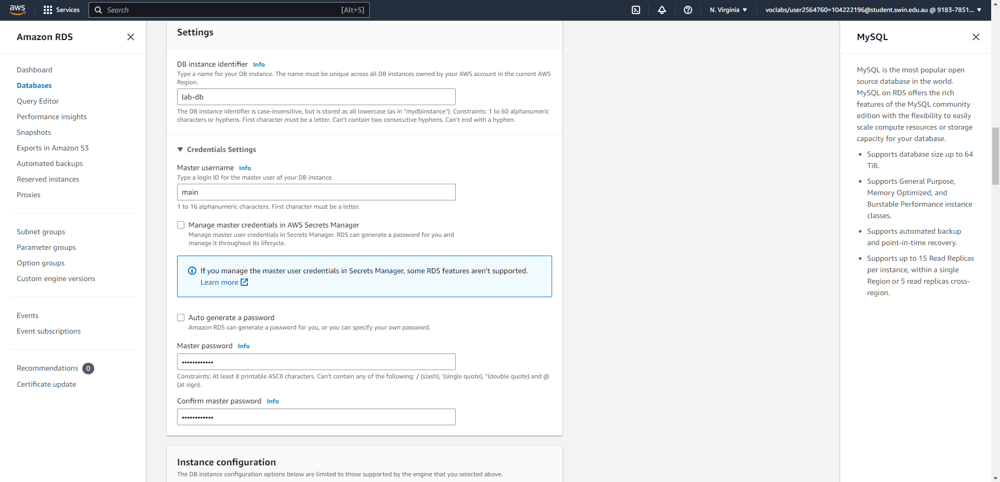 aws
Services
Search
[Alt+S]
N. Virginia
voclabs/user2564760=104222196@student.swin.edu.au @ 9183-7851...
Amazon RDS
Dashboard
Databases
Query Editor
Performance insights
Snapshots
Exports in Amazon S3
Automated backups
Reserved instances
Proxies
Subnet groups
Parameter groups
Option groups
Custom engine versions
Events
Event subscriptions
Recommendations 0
Certificate update
Settings
DB instance identifier Info
Type a name for your DB instance. The name must be unique across all DB instances owned by your AWS account in the current AWS
Region.
lab-db
The DB instance identifier is case-insensitive, but is stored as all lowercase (as in "mydbinstance"). Constraints: 1 to 60 alphanumeric
characters or hyphens. First character must be a letter. Can't contain two consecutive hyphens. Can't end with a hyphen.
Credentials Settings
Master username Info
Type a login ID for the master user of your DB instance.
main
1 to 16 alphanumeric characters. First character must be a letter.
Manage master credentials in AWS Secrets Manager
Manage master user credentials in Secrets Manager. RDS can generate a password for you and
manage it throughout its lifecycle.
If you manage the master user credentials in Secrets Manager, some RDS features aren't supported.
Learn more
Auto generate a password
Amazon RDS can generate a password for you, or you can specify your own password.
Master password Info
••••••••••••
Constraints: At least 8 printable ASCII characters. Can't contain any of the following: / (slash), '(single quote), "(double quote) and @
(at sign).
Confirm master password Info
••••••••••••
Instance configuration
The DB instance configuration options below are limited to those supported by the engine that you selected above.
MySQL
MySQL is the most popular open
source database in the world.
MySQL on RDS offers the rich
features of the MySQL community
edition with the flexibility to easily
scale compute resources or storage
capacity for your database.
• Supports database size up to 64
TiB.
• Supports General Purpose,
Memory Optimized, and
Burstable Performance instance
classes.
• Supports automated backup
and point-in-time recovery.
• Supports up to 15 Read Replicas
per instance, within a single
Region or 5 read replicas cross-
region.